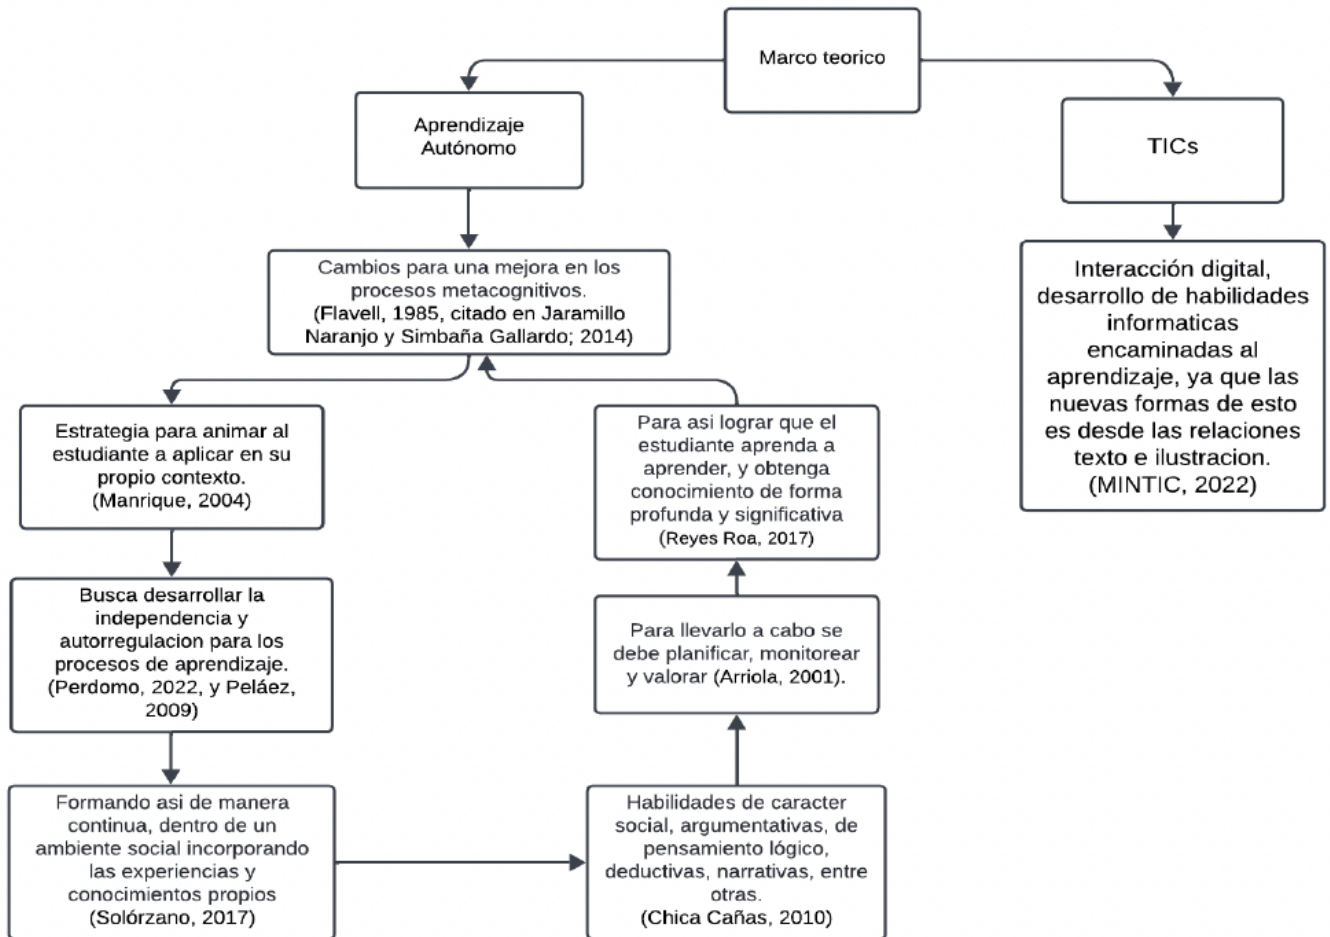 Marco teorico
Aprendizaje
Autónomo
TICs
Cambios para una mejora en los
procesos metacognitivos.
(Flavell, 1985, citado en Jaramillo
Naranjo y Simbaña Gallardo; 2014)
Interacción digital,
desarrollo de habilidades
informaticas
encaminadas al
aprendizaje, ya que las
nuevas formas de esto
es desde las relaciones
texto e ilustracion.
(MINTIC, 2022)
Estrategia para animar al
estudiante a aplicar en su
propio contexto.
(Manrique, 2004)
Busca desarrollar la
independencia y
autorregulacion para los
procesos de aprendizaje.
(Perdomo, 2022, y Peláez,
2009)
Formando asi de manera
continua, dentro de un
ambiente social incorporando
las experiencias y
conocimientos propios
(Solórzano, 2017)
Habilidades de caracter
social, argumentativas, de
pensamiento lógico,
deductivas, narrativas, entre
otras.
(Chica Cañas, 2010)
Para llevarlo a cabo se
debe planificar, monitorear
y valorar (Arriola, 2001).
Para asi lograr que el
estudiante aprenda a
aprender, y obtenga
conocimiento de forma
profunda y significativa
(Reyes Roa, 2017)